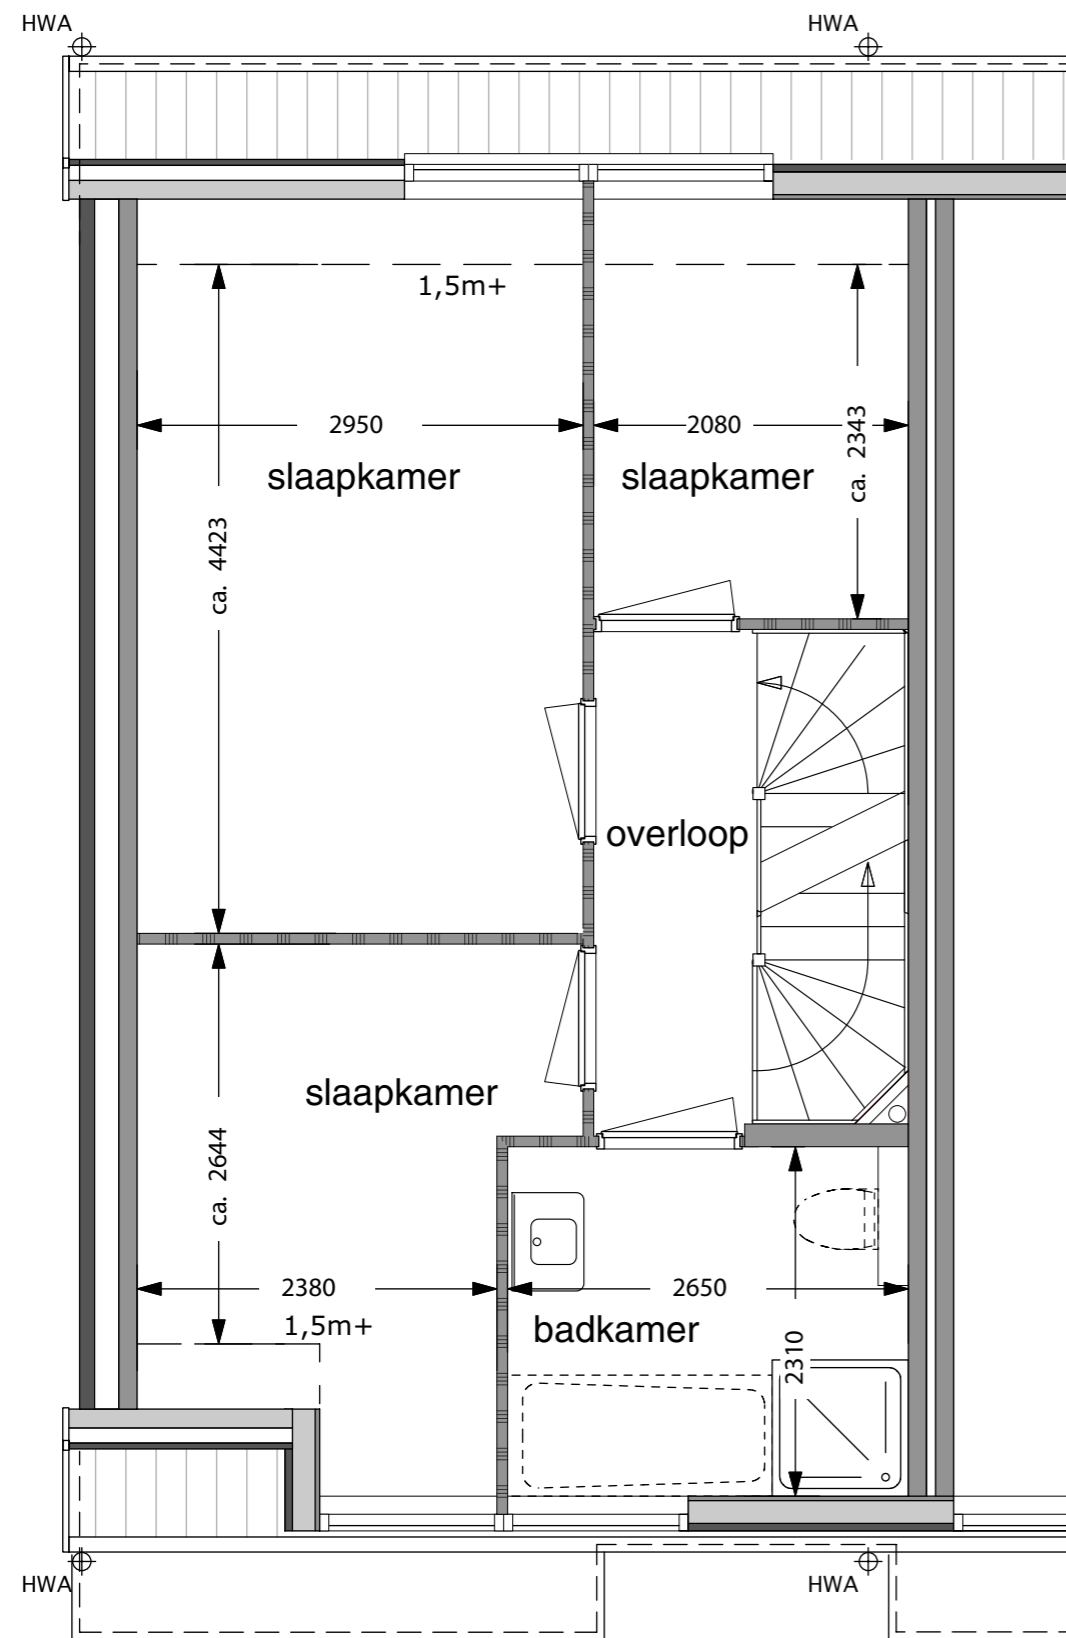 HWA
HWA
1,5m+
2950
2080
ca. 2343
slaapkamer
slaapkamer
ca. 4423
overloop
slaapkamer
ca. 2644
2380
2650
1,5m+
badkamer
2310
HWA
HWA